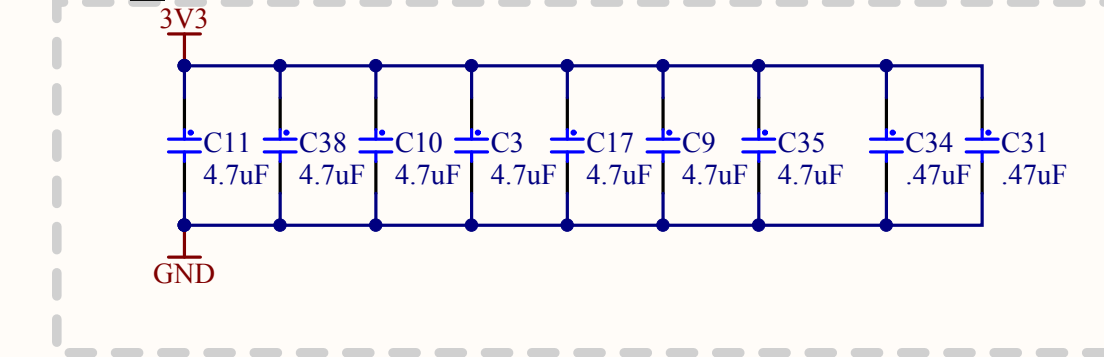 3V3
C11 C38 C10 C3 C17 C9 C35 C34 C31
4.7uF 4.7uF 4.7uF 4.7uF 4.7uF 4.7uF 4.7uF .47uF .47uF
GND